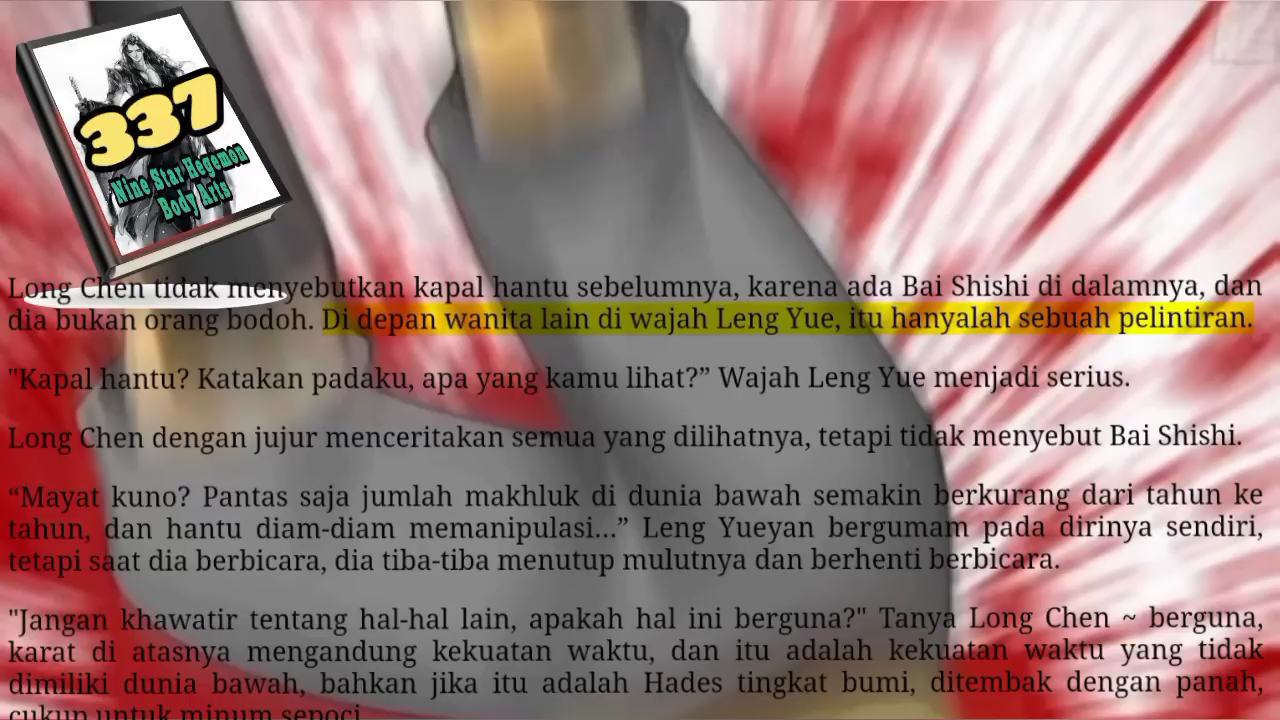 337
Nine Star Hegemon
Body Arts
Long Chen tidak menyebutkan kapal hantu sebelumnya, karena ada Bai Shishi di dalamnya, dan
dia bukan orang bodoh. Di depan wanita lain di wajah Leng Yue, itu hanyalah sebuah pelintiran.
"Kapal hantu? Katakan padaku, apa yang kamu lihat?” Wajah Leng Yue menjadi serius.
Long Chen dengan jujur menceritakan semua yang dilihatnya, tetapi tidak menyebut Bai Shishi.
“Mayat kuno? Pantas saja jumlah makhluk di dunia bawah semakin berkurang dari tahun ke
tahun, dan hantu diam-diam memanipulasi...” Leng Yueyan bergumam pada dirinya sendiri,
tetapi saat dia berbicara, dia tiba-tiba menutup mulutnya dan berhenti berbicara.
"Jangan khawatir tentang hal-hal lain, apakah hal ini berguna?" Tanya Long Chen ~ berguna,
karat di atasnya mengandung kekuatan waktu, dan itu adalah kekuatan waktu yang tidak
dimiliki dunia bawah, bahkan jika itu adalah Hades tingkat bumi, ditembak dengan panah,
cukup untuk minum sepoci